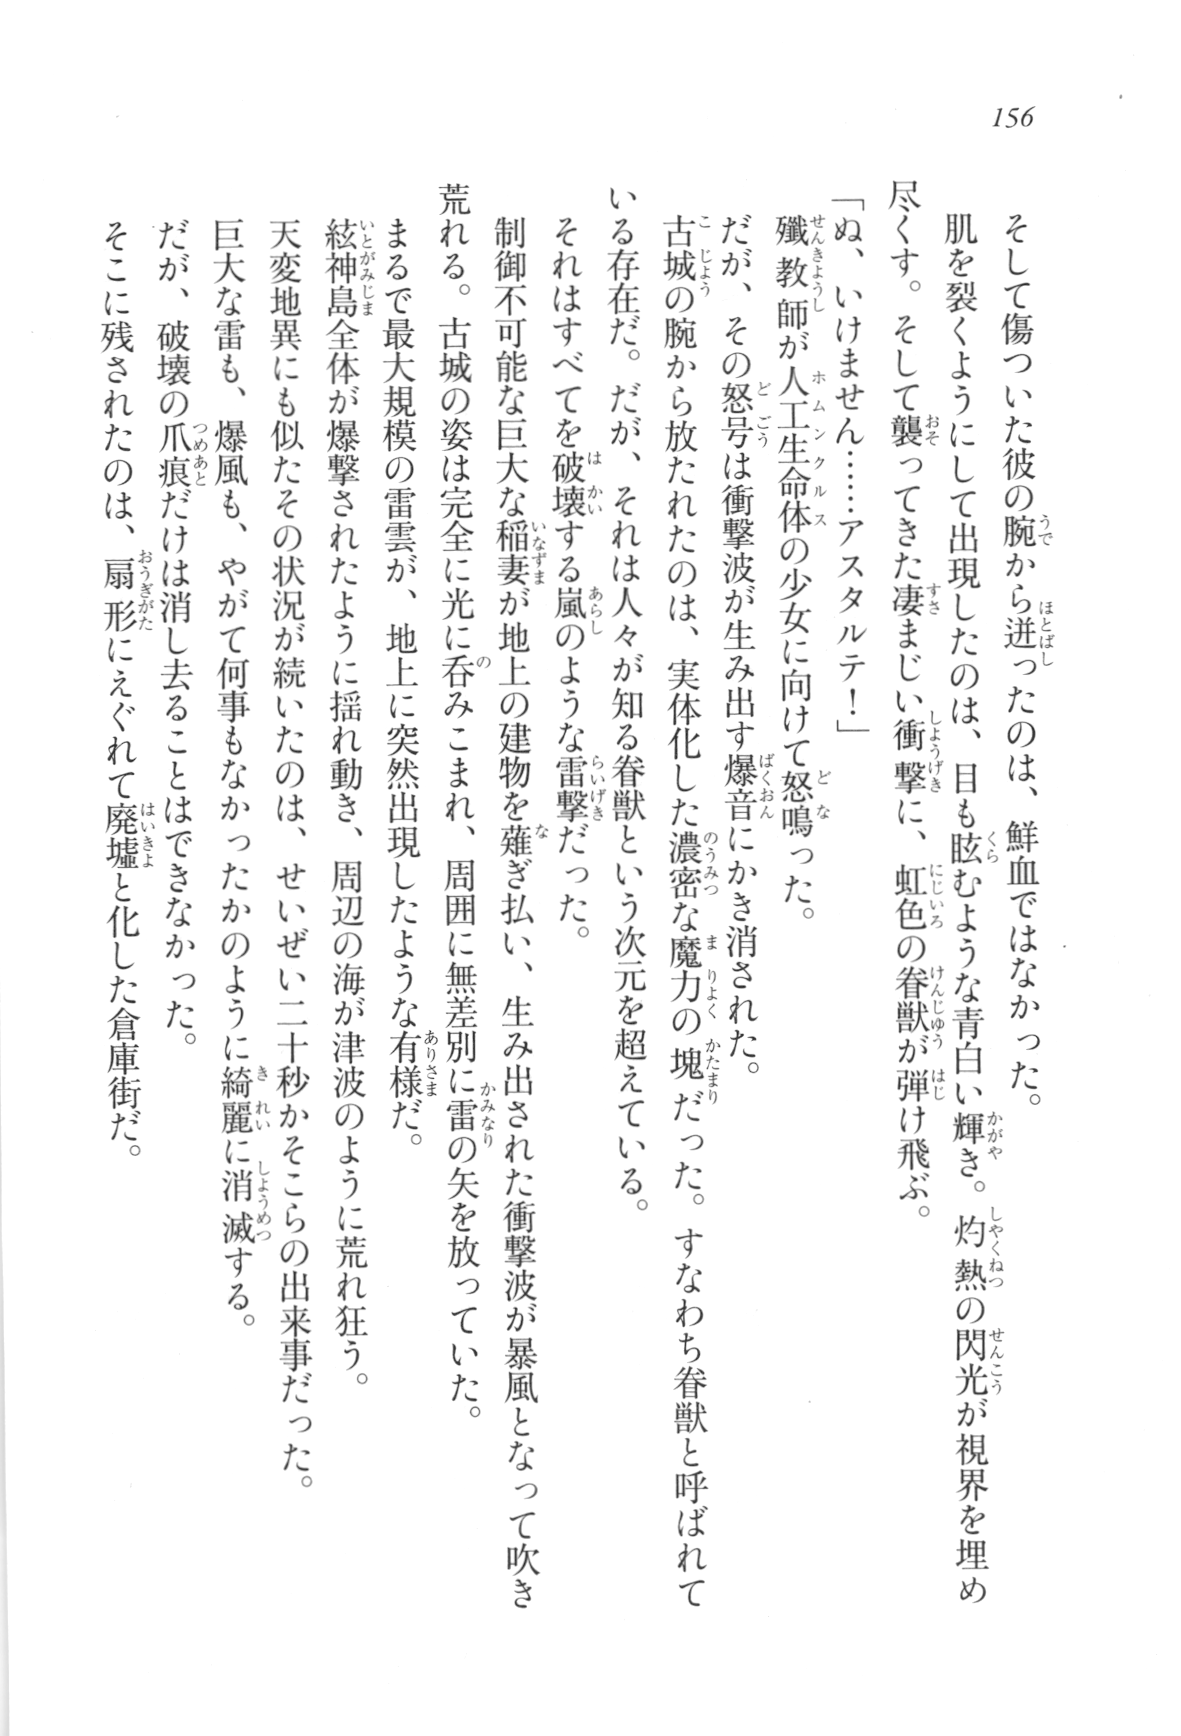 156
そして傷ついた彼の腕から迸ったのは、鮮血ではなかった。
肌を裂くようにして出現したのは、目も眩むような青白い輝き。灼熱の閃光が視界を埋め
尽くす。そして襲ってきた凄まじい衝撃に、虹色の眷獣が弾け飛ぶ。
「ぬ、いけません……アスタルテ！」
殲教師が人工生命体の少女に向けて怒鳴った。
だが、その怒号は衝撃波が生み出す爆音にかき消された。
古城の腕から放たれたのは、実体化した濃密な魔力の塊だった。すなわち眷獣と呼ばれて
いる存在だ。だが、それは人々が知る眷獣という次元を超えている。
それはすべてを破壊する嵐のような雷撃だった。
制御不可能な巨大な稲妻が地上の建物を薙ぎ払い、生み出された衝撃波が暴風となって吹き
荒れる。古城の姿は完全に光に呑みこまれ、周囲に無差別に雷の矢を放っていた。
まるで最大規模の雷雲が、地上に突然出現したような有様だ。
絃神島全体が爆撃されたように揺れ動き、周辺の海が津波のように荒れ狂う。
天変地異にも似たその状況が続いたのは、せいぜい二十秒かそこらの出来事だった。
巨大な雷も、爆風も、やがて何事もなかったかのように綺麗に消滅する。
だが、破壊の爪痕だけは消し去ることはできなかった。
そこに残されたのは、扇形にえぐれて廃墟と化した倉庫街だ。